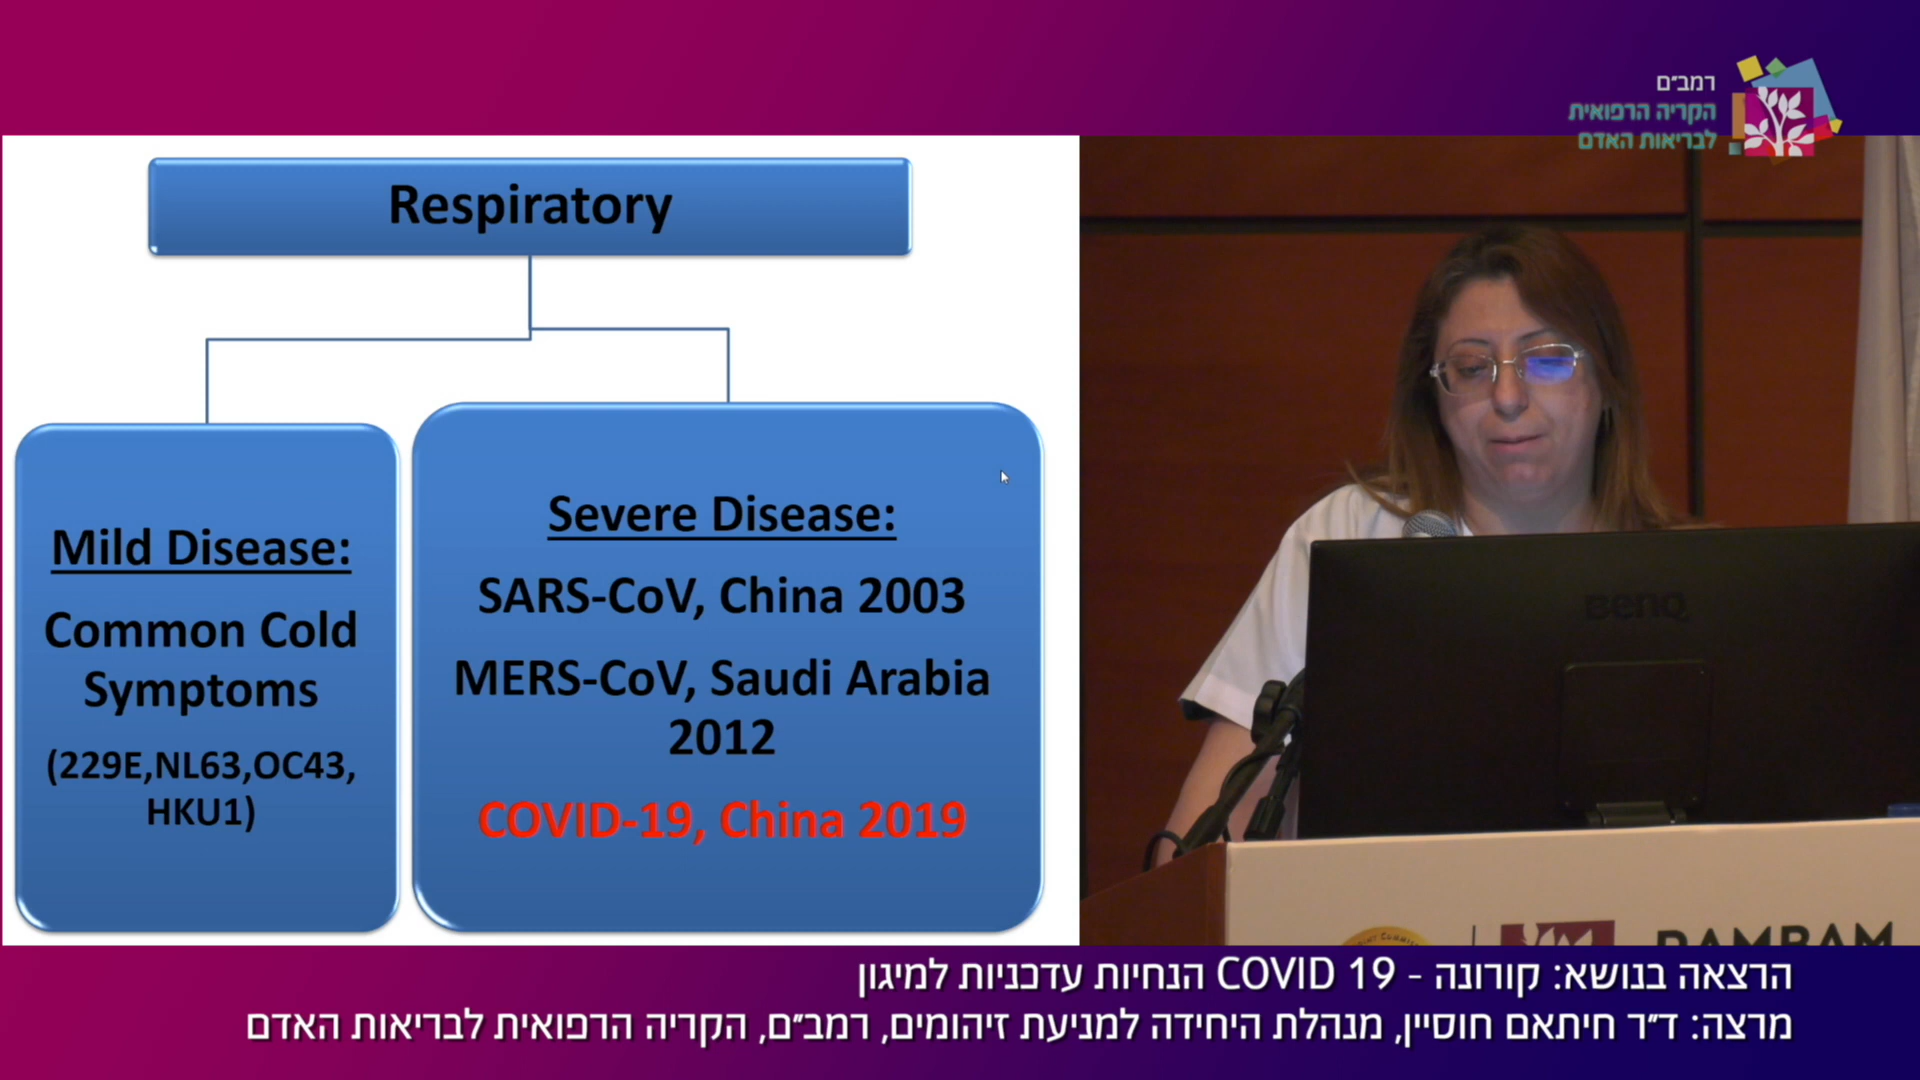 רמב״ם
הקריה הרפואית
לבריאות האדם
Respiratory
Mild Disease:
Common Cold
Symptoms
(229E,NL63,OC43,
HKU1)
Severe Disease:
SARS-CoV, China 2003
MERS-CoV, Saudi Arabia
2012
COVID-19, China 2019
BenQ
RAMBAM
הרצאה בנושא: קורונה - COVID 19 הנחיות עדכניות למיגון
מרצה: ד״ר חיתאם חוסיין, מנהלת היחידה למניעת זיהומים, רמב״ם, הקריה הרפואית לבריאות האדם